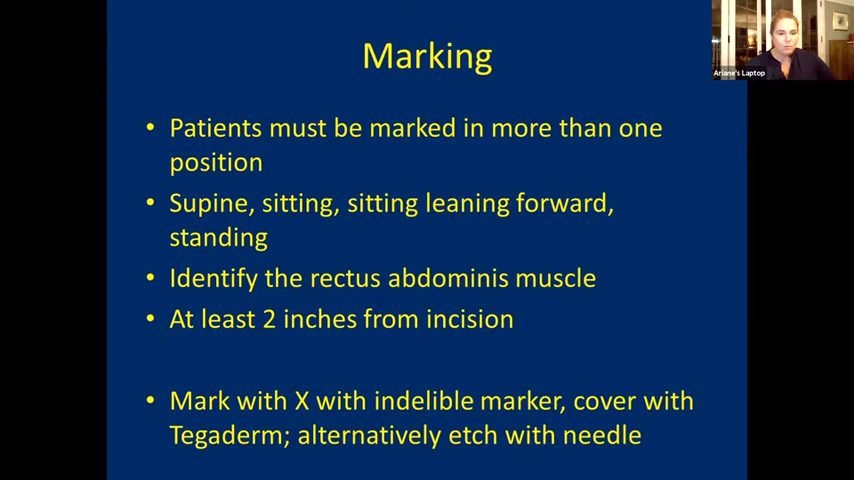 Marking
Ariane's Laptop
• Patients must be marked in more than one
position
• Supine, sitting, sitting leaning forward,
standing
• Identify the rectus abdominis muscle
• At least 2 inches from incision
• Mark with X with indelible marker, cover with
Tegaderm; alternatively etch with needle